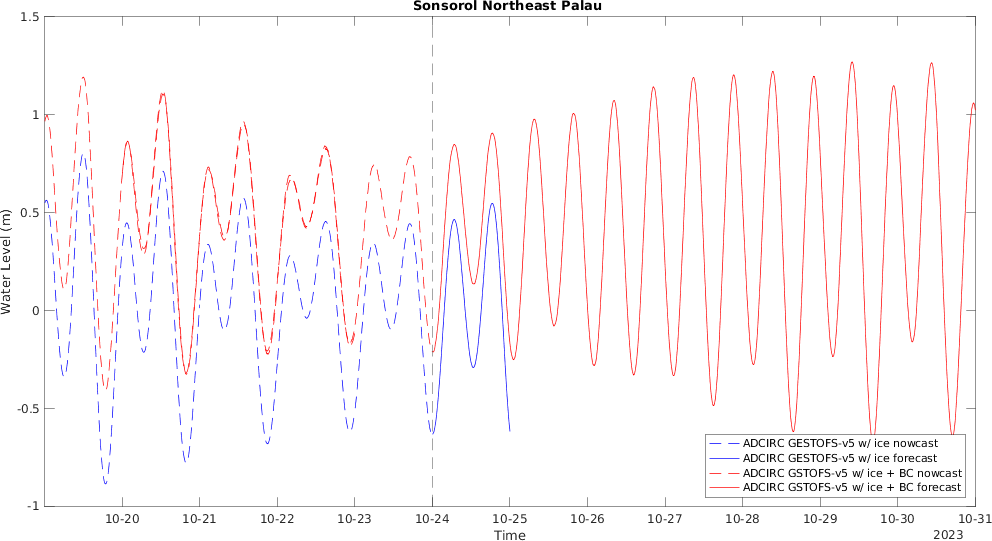 Sonsorol Northeast Palau
1.5
1
0.5
0
-0.5
-1
Water Level (m)
10-20
10-21
10-22
10-23
10-24
10-25
10-26
10-27
10-28
10-29
10-30
10-31
Time
2023
ADCIRC GESTOFS-v5 w/ ice nowcast
ADCIRC GESTOFS-v5 w/ ice forecast
ADCIRC GSTOFS-v5 w/ ice + BC nowcast
ADCIRC GSTOFS-v5 w/ ice + BC forecast